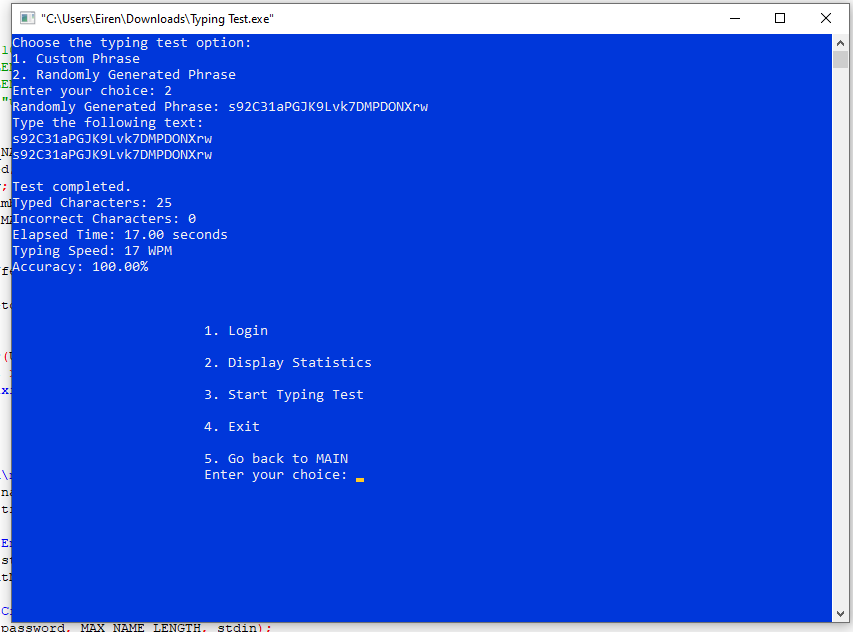 "C:\Users\Eiren\Downloads\Typing Test.exe"
Choose the typing test option:
1. Custom Phrase
2. Randomly Generated Phrase
Enter your choice: 2
Randomly Generated Phrase: s92C31aPGJK9Lvk7DMPDONXrw
Type the following text:
s92C31aPGJK9Lvk7DMPDONXrw
s92C31aPGJK9Lvk7DMPDONXrw
Test completed.
Typed Characters: 25
Incorrect Characters: 0
Elapsed Time: 17.00 seconds
Typing Speed: 17 WPM
Accuracy: 100.00%
1. Login
2. Display Statistics
3. Start Typing Test
4. Exit
5. Go back to MAIN
Enter your choice:
password, MAX_NAME_LENGTH, stdin);